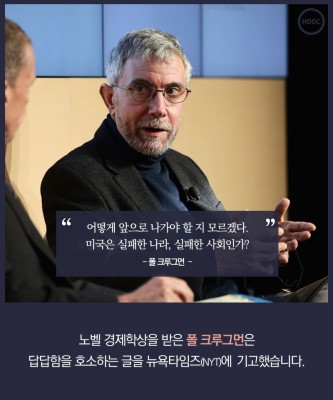 HOOC
“ 어떻게 앞으로 나가야 할 지 모르겠다. ”
미국은 실패한 나라, 실패한 사회인가?
- 폴 크루그먼 -
노벨 경제학상을 받은 폴 크루그먼은
답답함을 호소하는 글을 뉴욕타임즈(NYT)에 기고했습니다.